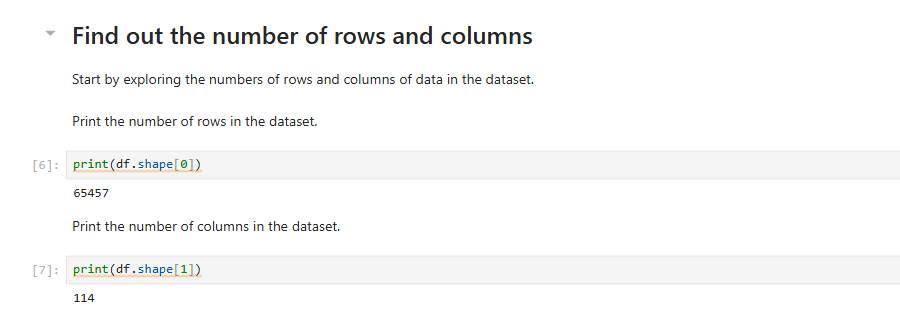 Find out the number of rows and columns
Start by exploring the numbers of rows and columns of data in the dataset.
Print the number of rows in the dataset.
[6]: print(df.shape[0])
65457
Print the number of columns in the dataset.
[7]: print(df.shape[1])
114